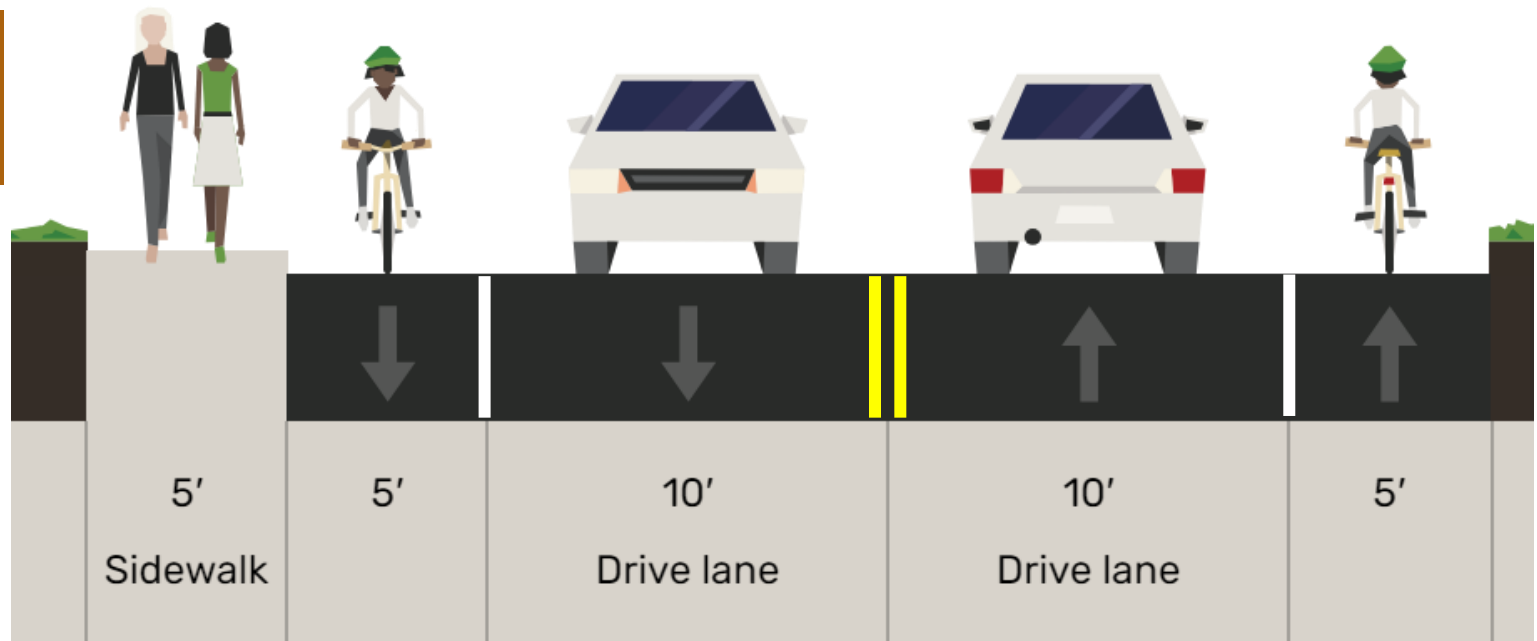 5′ 5′ 10′ 10′ 5′
Sidewalk Drive lane Drive lane